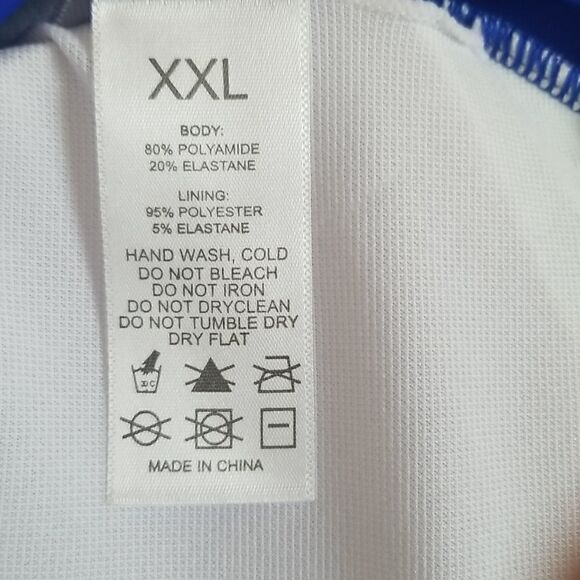 XXL
BODY:
80% POLYAMIDE
20% ELASTANE
LINING:
95% POLYESTER
5% ELASTANE
HAND WASH, COLD
DO NOT BLEACH
DO NOT IRON
DO NOT DRYCLEAN
DO NOT TUMBLE DRY
DRY FLAT
30 C
MADE IN CHINA